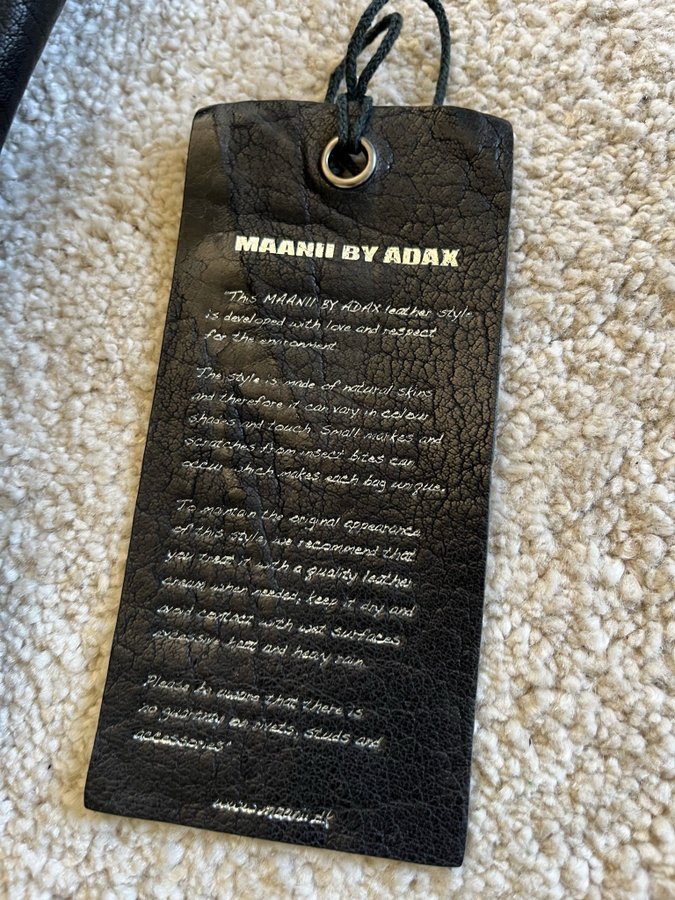 MAANII BY ADAX
"This MAANII BY ADAX leather style
is developed with love and respect
for the environment
The style is made of natural skins
and therefore it can vary in colour
shades and touch. Small markes and
scratches from insect bites can
occur which makes each bag unique.
To maintain the original appearance
of this style, we recommend that
you treat it with a quality leather
cream when needed, keep it dry and
avoid contact with wet surfaces
excessive heat and heavy rain.
Please be aware that there is
no guaranty on rivets, studs and
accessories"
www.maanii.dk